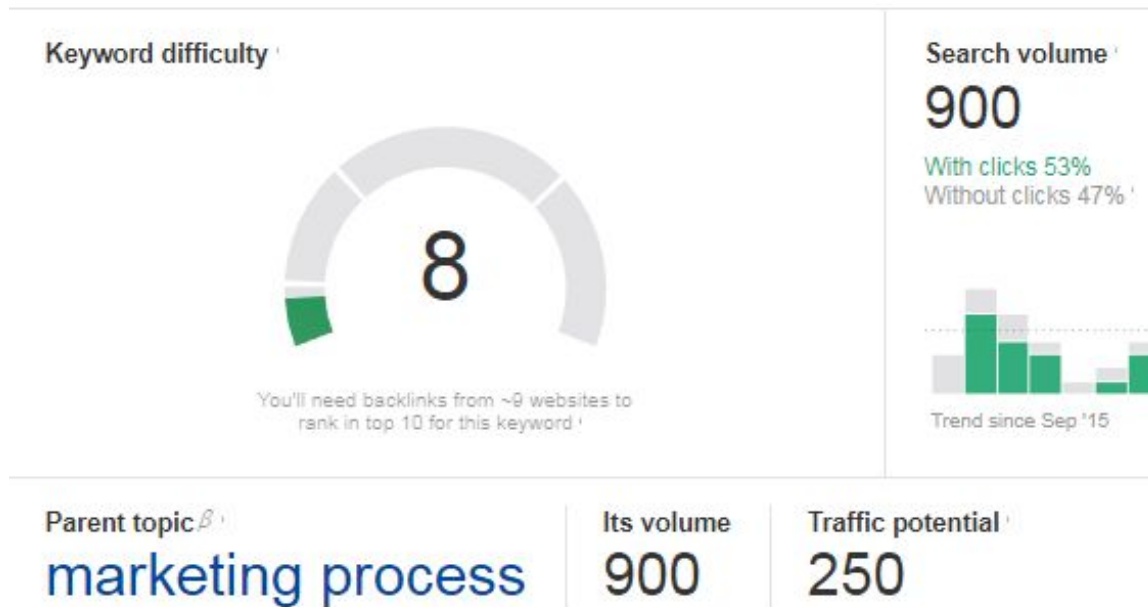 Keyword difficulty
8
You'll need backlinks from ~9 websites to
rank in top 10 for this keyword
Search volume
900
With clicks 53%
Without clicks 47%
Trend since Sep '15
Parent topic β
marketing process
Its volume
900
Traffic potential
250